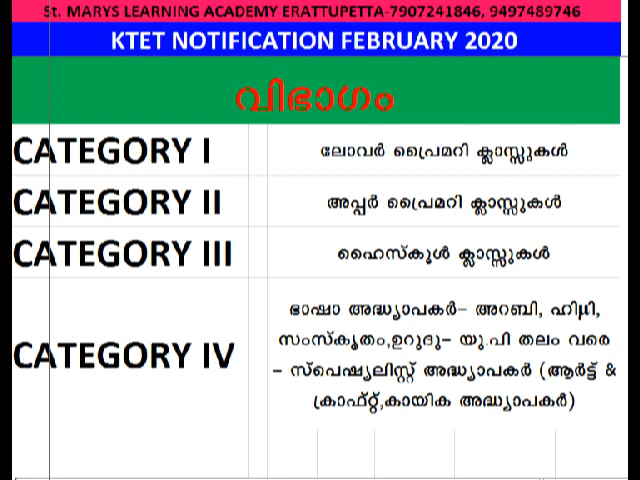 St. MARYS LEARNING ACADEMY ERATTUPETTA-7907241846, 9497489746
KTET NOTIFICATION FEBRUARY 2020
വിഭാഗം
CATEGORY I
ലോവർ പ്രൈമറി ക്ലാസ്സുകൾ
CATEGORY II
അപ്പർ പ്രൈമറി ക്ലാസ്സുകൾ
CATEGORY III
ഹൈസ്കൂൾ ക്ലാസ്സുകൾ
CATEGORY IV
ഭാഷാ അദ്ധ്യാപകർ– അറബി,
സംസ്കൃതം,ഉറുദു– യു.പി തലം വരെ
– സ്പെഷ്യലിസ്റ്റ് അദ്ധ്യാപകർ (ആർട്ട് &
ക്രാഫ്റ്റ്,കായിക അദ്ധ്യാപകർ)